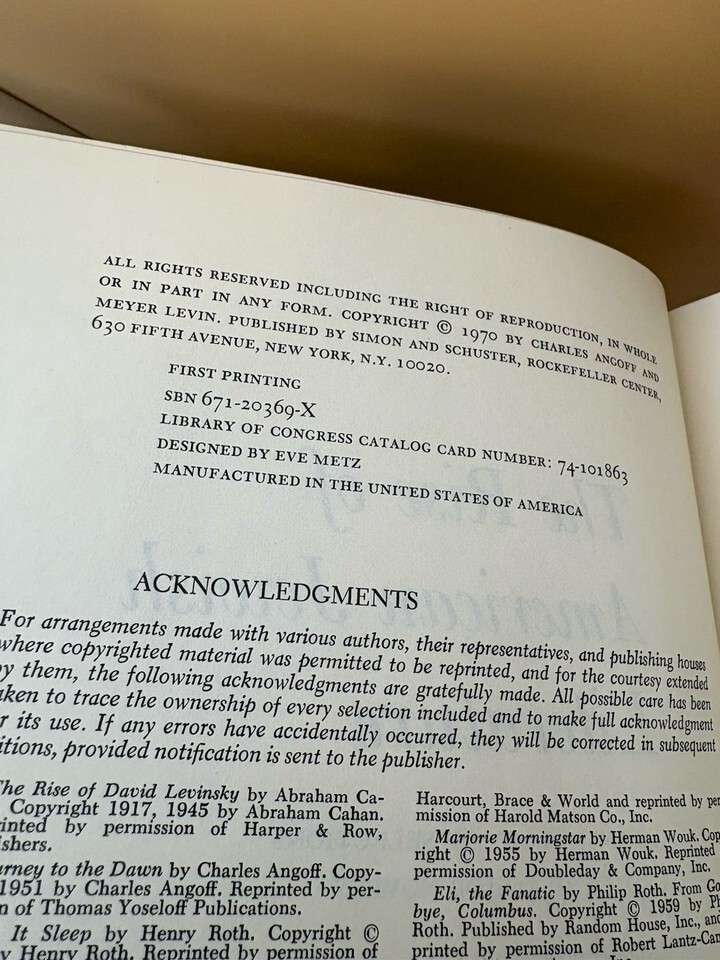 ALL RIGHTS RESERVED INCLUDING THE RIGHT OF REPRODUCTION, IN WHOLE
OR IN PART IN ANY FORM. COPYRIGHT © 1970 BY CHARLES ANGOFF AND
MEYER LEVIN. PUBLISHED BY SIMON AND SCHUSTER, ROCKEFELLER CENTER,
630 FIFTH AVENUE, NEW YORK, N.Y. 10020.
FIRST PRINTING
SBN 671-20369-X
LIBRARY OF CONGRESS CATALOG CARD NUMBER: 74-101863
DESIGNED BY EVE METZ
MANUFACTURED IN THE UNITED STATES OF AMERICA
ACKNOWLEDGMENTS
For arrangements made with various authors, their representatives, and publishing houses
where copyrighted material was permitted to be reprinted, and for the courtesy extended
by them, the following acknowledgments are gratefully made. All possible care has been
aken to trace the ownership of every selection included and to make full acknowledgment
r its use. If any errors have accidentally occurred, they will be corrected in subsequent
itions, provided notification is sent to the publisher.
The Rise of David Levinsky by Abraham Ca-
Copyright 1917, 1945 by Abraham Cahan.
inted by permission of Harper & Row,
ishers.
urney to the Dawn by Charles Angoff. Copy-
1951 by Charles Angoff. Reprinted by per-
n of Thomas Yoseloff Publications.
It Sleep by Henry Roth. Copyright ©
y Henry Roth. Reprinted by permission of
Harcourt, Brace & World and reprinted by per
mission of Harold Matson Co., Inc.
Marjorie Morningstar by Herman Wouk. Cop
right © 1955 by Herman Wouk. Reprinted
permission of Doubleday & Company, Inc.
Eli, the Fanatic by Philip Roth. From Go
bye, Columbus. Copyright © 1959 by Ph
Roth. Published by Random House, Inc., and
printed by permission of Robert Lantz-Can
Inc.